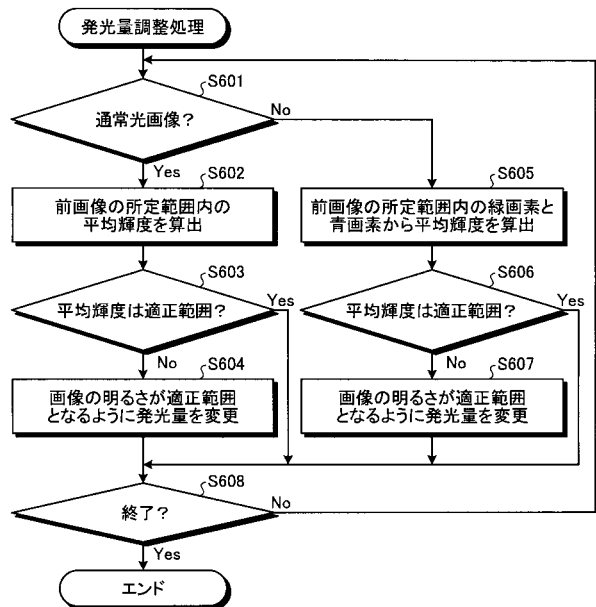 発光量調整処理
S601
通常光画像?
No
Yes
S602
前画像の所定範囲内の
平均輝度を算出
S605
前画像の所定範囲内の緑画素と
青画素から平均輝度を算出
S603
平均輝度は適正範囲?
Yes
No
S606
平均輝度は適正範囲?
Yes
No
S604
画像の明るさが適正範囲
となるように発光量を変更
S607
画像の明るさが適正範囲
となるように発光量を変更
S608
終了?
No
Yes
エンド